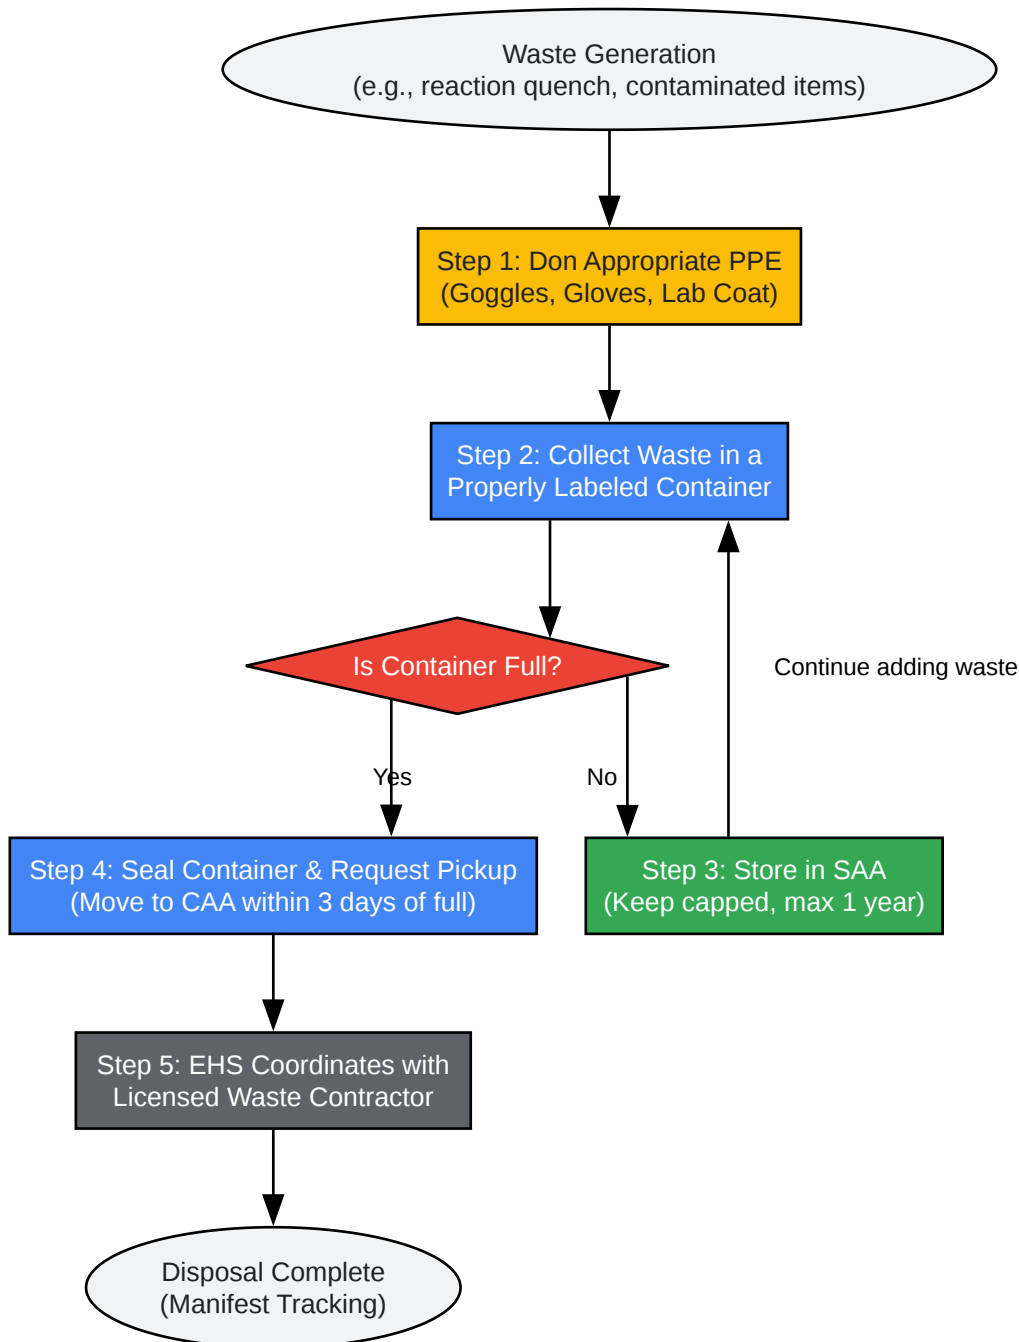 Waste Generation
(e.g., reaction quench, contaminated items)
Step 1: Don Appropriate PPE
(Goggles, Gloves, Lab Coat)
Step 2: Collect Waste in a
Properly Labeled Container
Is Container Full?
Continue adding waste
Yes
No
Step 4: Seal Container & Request Pickup
(Move to CAA within 3 days of full)
Step 3: Store in SAA
(Keep capped, max 1 year)
Step 5: EHS Coordinates with
Licensed Waste Contractor
Disposal Complete
(Manifest Tracking)